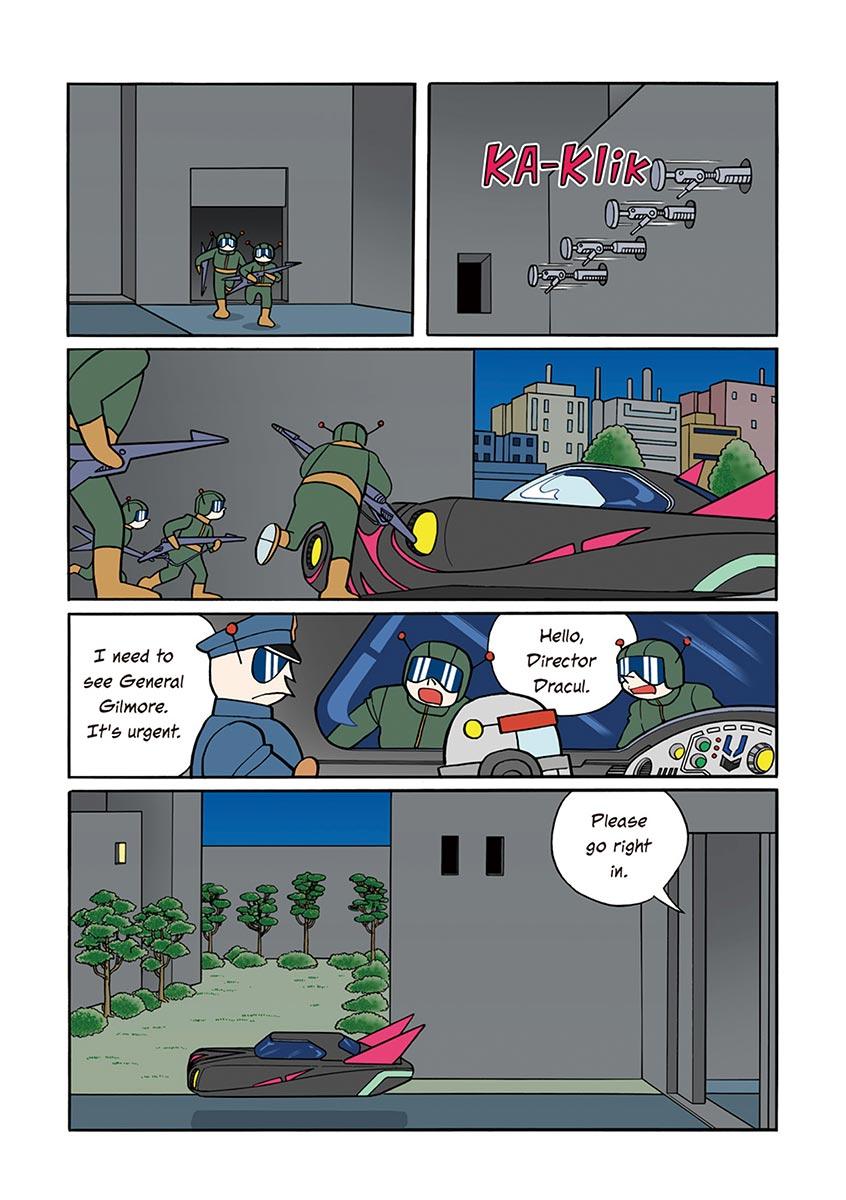 KA-Klik
I need to
see General
Gilmore.
It's urgent.
Hello,
Director
Dracul.
Please
go right
in.